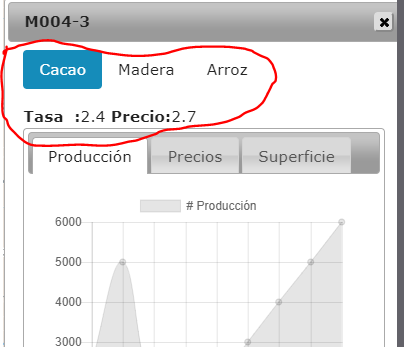 M004-3
Cacao Madera Arroz
Tasa :2.4 Precio:2.7
Producción Precios Superficie
# Producción
6000
5000
4000
3000